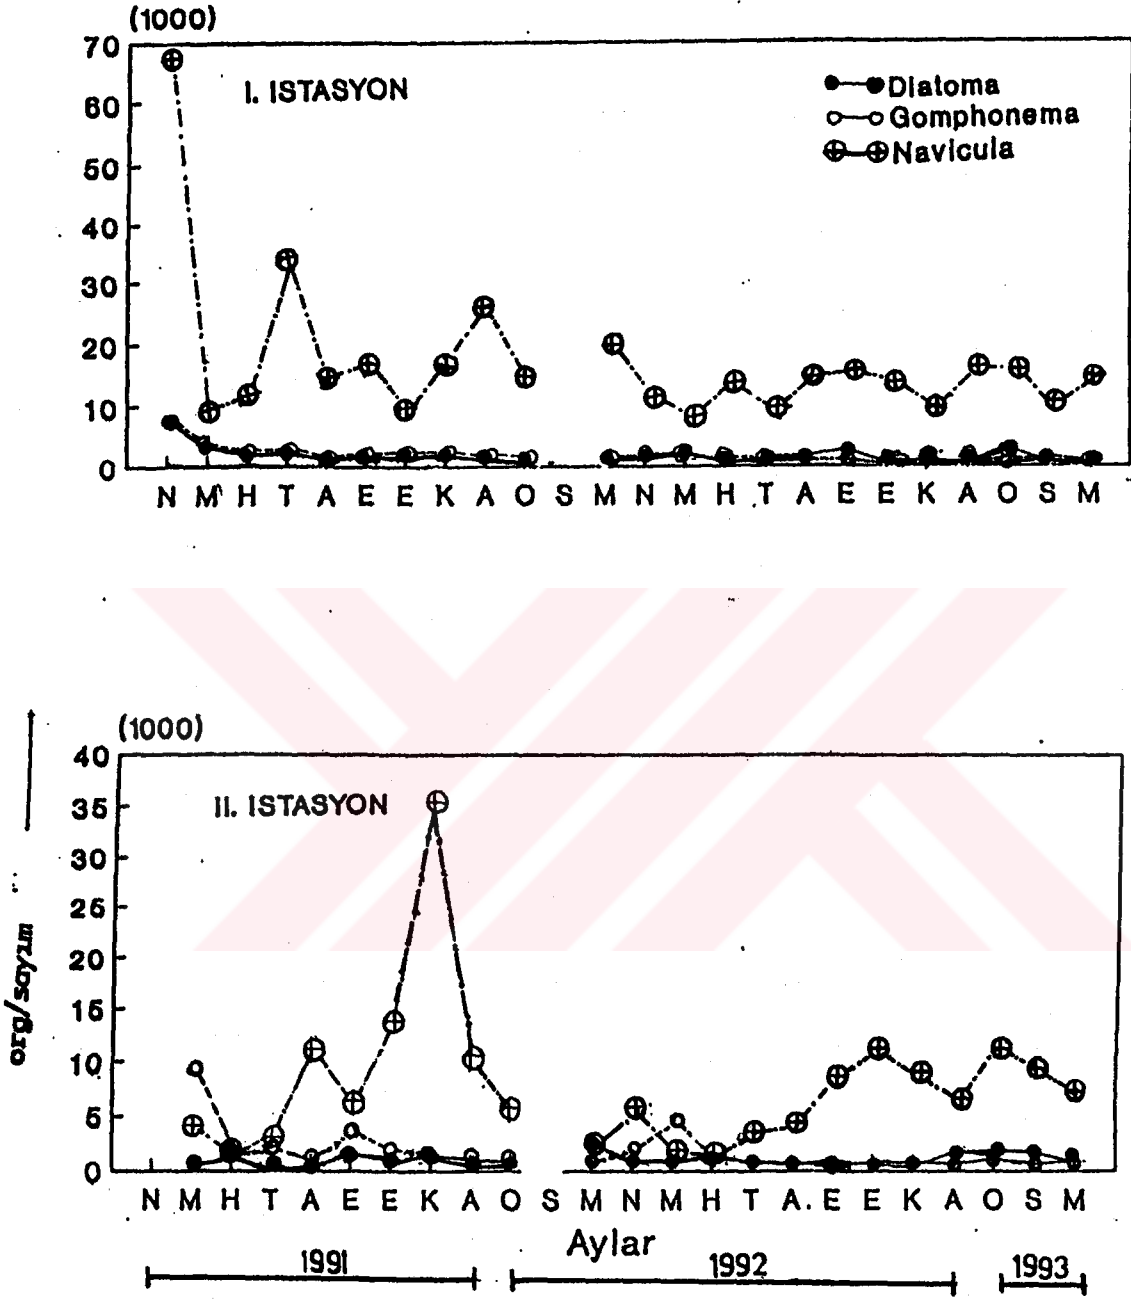 (1000)
70
60
50
40
30
20
10
0
I. ISTASYON
Diatoma
Gomphonema
Navicula
N M H T A E E K A O S M N M H T A E E K A O S M
(1000)
40
35
30
25
20
15
10
5
0
II. ISTASYON
org/sayım
N M H T A E E K A O S M N M H T A. E E K A O S M
Aylar
1991 1992 1993